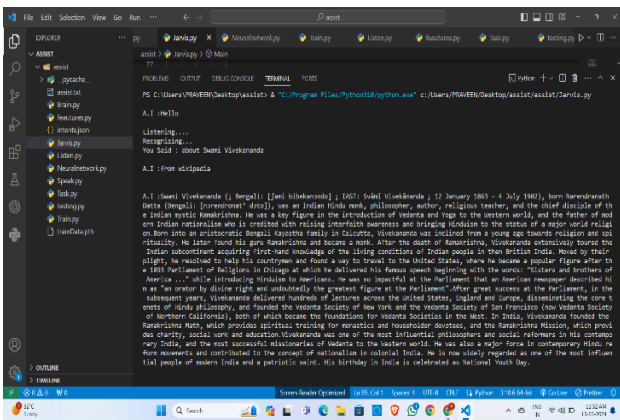 File Edit Selection View Go Run ...
assist
EXPLORER
Jarvis.py
Neuralnetwork.py
Train.py
Listen.py
feautures.py
Task.py
testing.py
ASSIST
assist > Jarvis.py > Main
77
assist
_pycache_
assist.txt
Brain.py
feautures.py
intents.json
Jarvis.py
Listen.py
Neuralnetwork.py
Speak.py
Task.py
testing.py
Train.py
TrainData.pth
OUTLINE
TIMELINE
PROBLEMS OUTPUT DEBUG CONSOLE TERMINAL PORTS
Python
PS C:\Users\PRAVEEN\Desktop\assist> & "C:/Program Files/Python310/python.exe" c:/Users/PRAVEEN/Desktop/assist/assist/Jarvis.py
A.I :Hello
Listening....
Recognizing...
You Said : about Swami Vivekananda
A.I :From wikipadia
A.I :Swami Vivekananda (; Bengali: [ʃami bibekanɔndo] ; IAST: Svāmī Vivekānanda ; 12 January 1863 – 4 July 1902), born Narendranath
Datta (Bengali: [nɔrendronatʰ dɔto]), was an Indian Hindu monk, philosopher, author, religious teacher, and the chief disciple of th
e Indian mystic Ramakrishna. He was a key figure in the introduction of Vedanta and Yoga to the Western world, and the father of mod
ern Indian nationalism who is credited with raising interfaith awareness and bringing Hinduism to the status of a major world religi
on.Born into an aristocratic Bengali Kayastha family in Calcutta, Vivekananda was inclined from a young age towards religion and spi
rituality. He later found his guru Ramakrishna and became a monk. After the death of Ramakrishna, Vivekananda extensively toured the
Indian subcontinent acquiring first-hand knowledge of the living conditions of Indian people in then British India. Moved by their
plight, he resolved to help his countrymen and found a way to travel to the United States, where he became a popular figure after th
e 1893 Parliament of Religions in Chicago at which he delivered his famous speech beginning with the words: "Sisters and brothers of
America ..." while introducing Hinduism to Americans. He was so impactful at the Parliament that an American newspaper described hi
m as "an orator by divine right and undoubtedly the greatest figure at the Parliament".After great success at the Parliament, in the
subsequent years, Vivekananda delivered hundreds of lectures across the United States, England and Europe, disseminating the core t
enets of Hindu philosophy, and founded the Vedanta Society of New York and the Vedanta Society of San Francisco (now Vedanta Society
of Northern California), both of which became the foundations for Vedanta Societies in the West. In India, Vivekananda founded the
Ramakrishna Math, which provides spiritual training for monastics and householder devotees, and the Ramakrishna Mission, which provi
des charity, social work and education.Vivekananda was one of the most influential philosophers and social reformers in his contempo
rary India, and the most successful missionaries of Vedanta to the Western world. He was also a major force in contemporary Hindu re
form movements and contributed to the concept of nationalism in colonial India. He is now widely regarded as one of the most influen
tial people of modern India and a patriotic saint. His birthday in India is celebrated as National Youth Day.
0 0 0 Screen Reader Optimized Ln 85, Col 1 Spaces: 4 UTF-8 CRLF Python 3.10.6 64-bit Go Live Prettier
32°C
Sunny
Search
ENG
IN